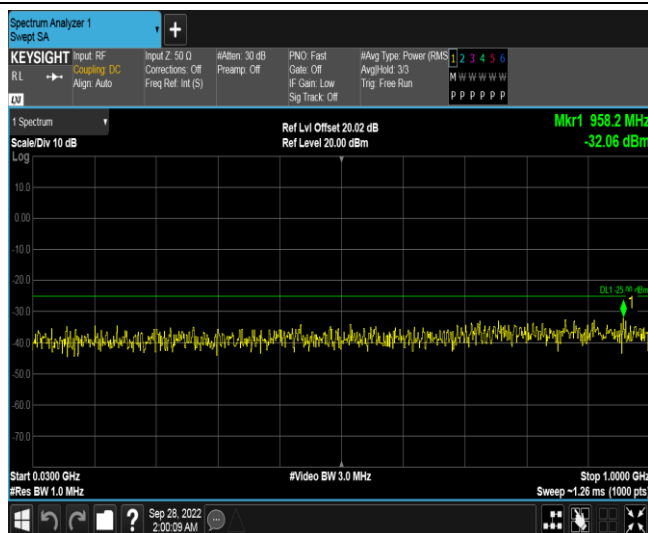 Spectrum Analyzer 1
Swept SA
+
KEYSIGHT
RL
LXI
Input: RF
Coupling: DC
Align: Auto
Input Z: 50 Ω
Corrections: Off
Freq Ref: Int (S)
#Atten: 30 dB
Preamp: Off
PNO: Fast
Gate: Off
IF Gain: Low
Sig Track: Off
#Avg Type: Power (RMS
Avg|Hold: 3/3
Trig: Free Run
1 2 3 4 5 6
M W W W W W
P P P P P P
1 Spectrum
Scale/Div 10 dB
Log
Ref Lvl Offset 20.02 dB
Ref Level 20.00 dBm
Mkr1 958.2 MHz
-32.06 dBm
10.0
0.00
-10.0
-20.0
DL1 -25.00 dBm
1
-30.0
-40.0
-50.0
-60.0
-70.0
Start 0.0300 GHz
#Video BW 3.0 MHz
Stop 1.0000 GHz
#Res BW 1.0 MHz
Sweep ~1.26 ms (1000 pts)
?
Sep 28, 2022
2:00:09 AM